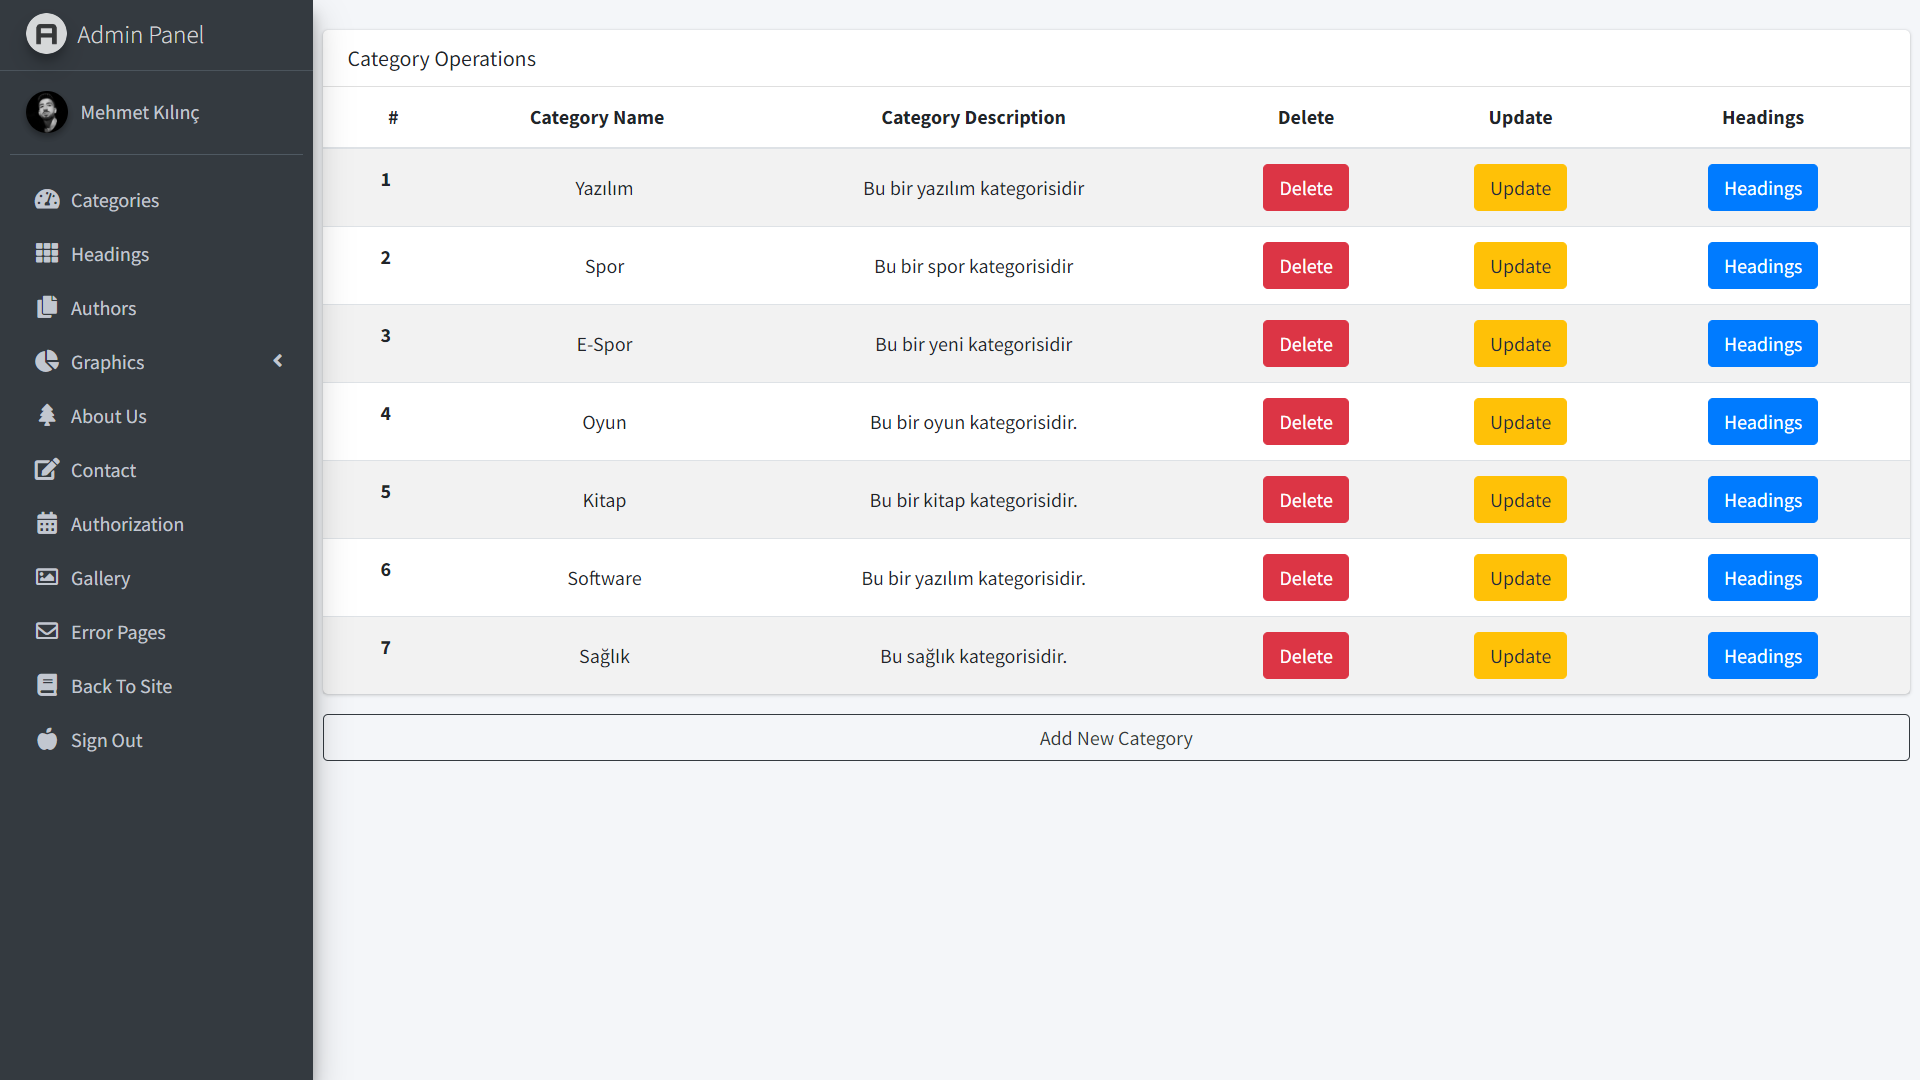 Admin Panel
Mehmet Kılınç
Categories
Headings
Authors
Graphics
About Us
Contact
Authorization
Gallery
Error Pages
Back To Site
Sign Out
Category Operations
# Category Name Category Description Delete Update Headings
1 Yazılım Bu bir yazılım kategorisidir Delete Update Headings
2 Spor Bu bir spor kategorisidir Delete Update Headings
3 E-Spor Bu bir yeni kategorisidir Delete Update Headings
4 Oyun Bu bir oyun kategorisidir. Delete Update Headings
5 Kitap Bu bir kitap kategorisidir. Delete Update Headings
6 Software Bu bir yazılım kategorisidir. Delete Update Headings
7 Sağlık Bu sağlık kategorisidir. Delete Update Headings
Add New Category